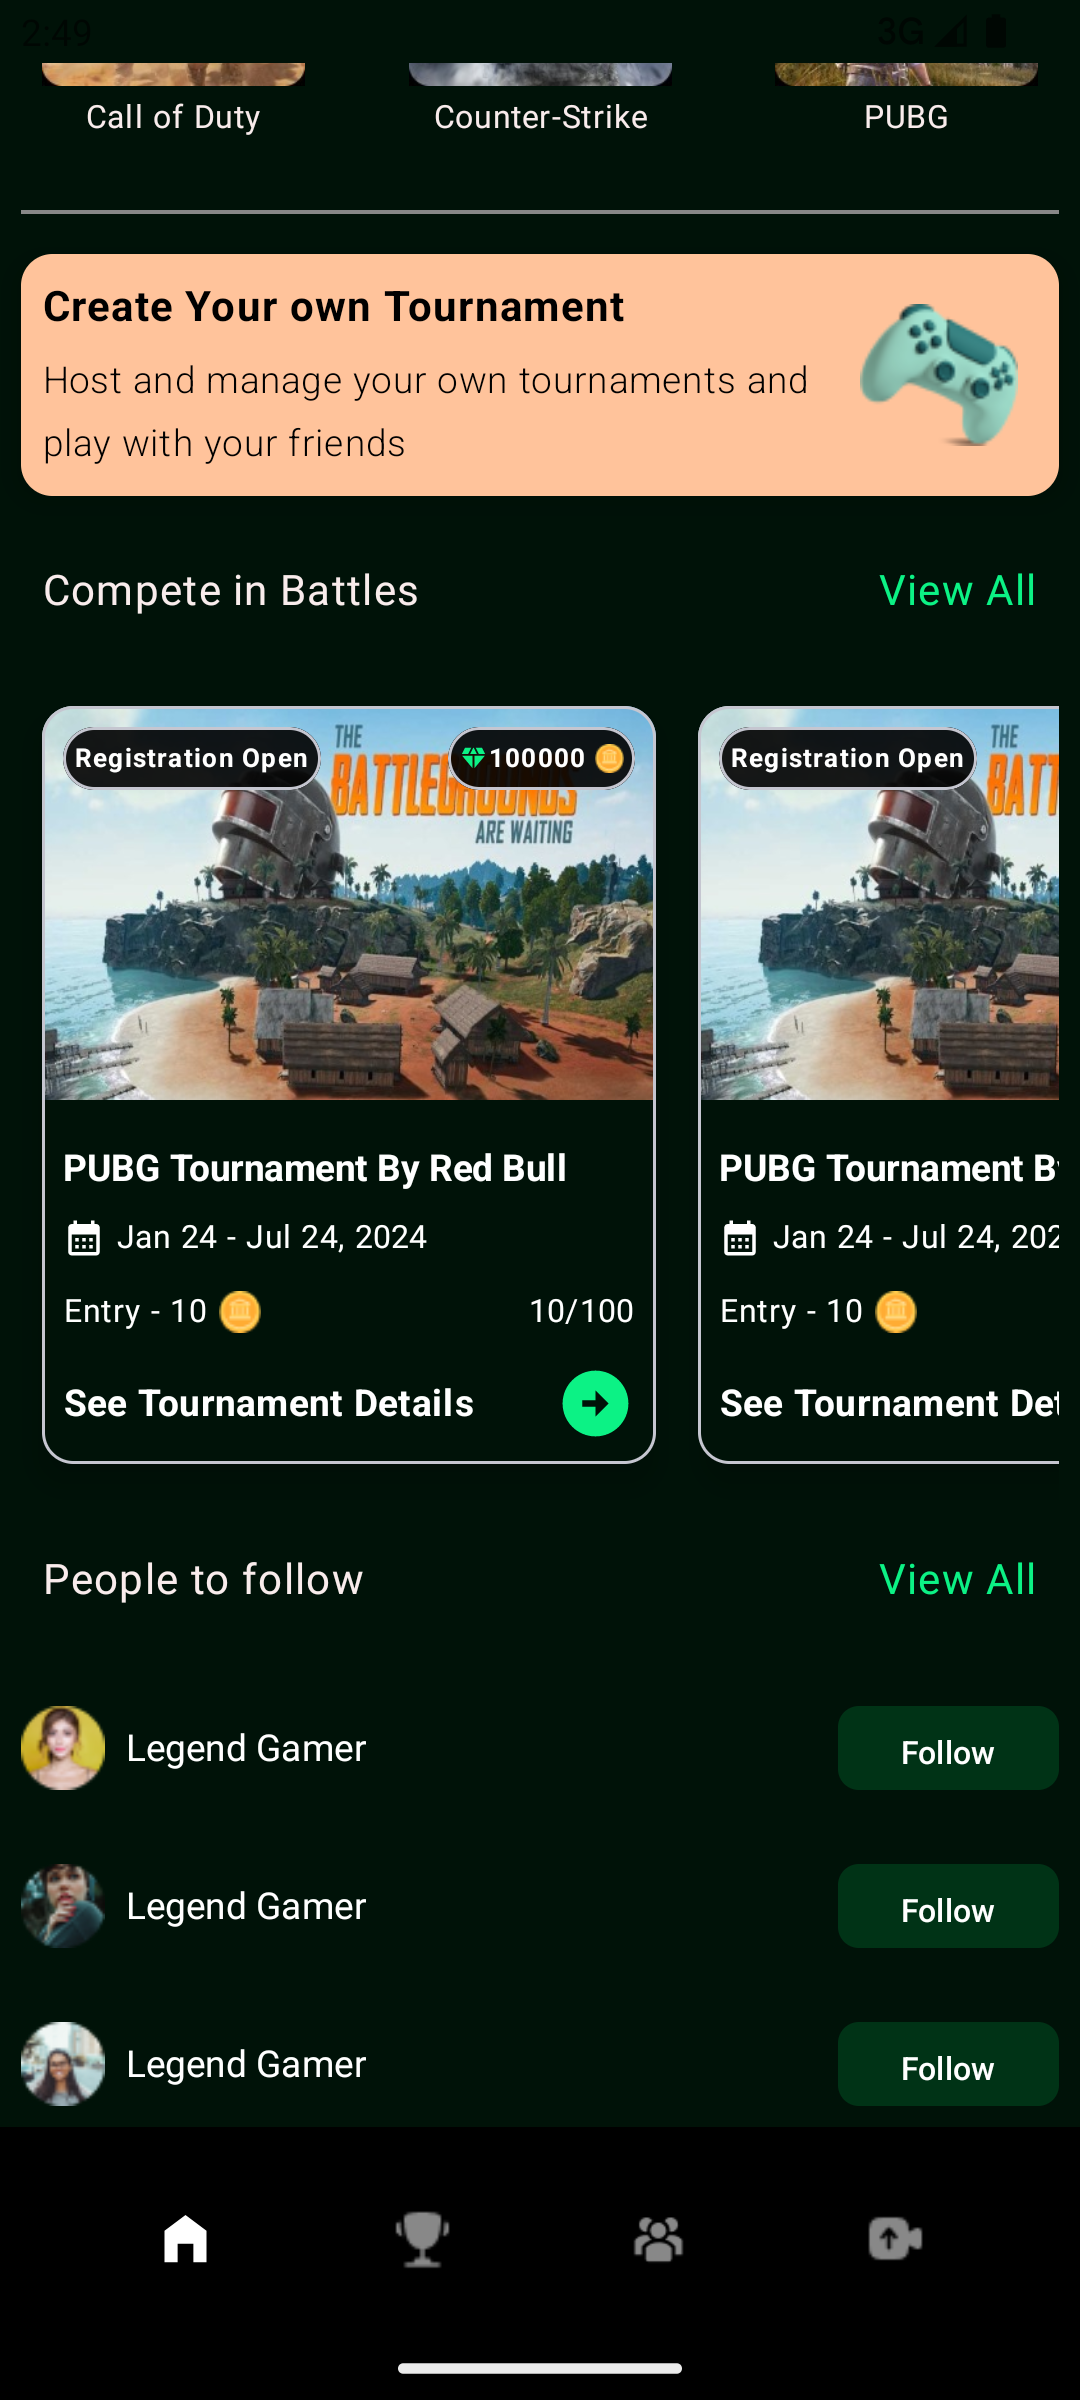 2:49
3G
Call of Duty
Counter-Strike
PUBG
Create Your own Tournament
Host and manage your own tournaments and
play with your friends
Compete in Battles
View All
Registration Open
100000
THE
BATTLEGROUNDS
ARE WAITING
PUBG Tournament By Red Bull
Jan 24 - Jul 24, 2024
Entry - 10
10/100
See Tournament Details
Registration Open
THE
BATT
PUBG Tournament B
Jan 24 - Jul 24, 202
Entry - 10
See Tournament Det
People to follow
View All
Legend Gamer
Follow
Legend Gamer
Follow
Legend Gamer
Follow